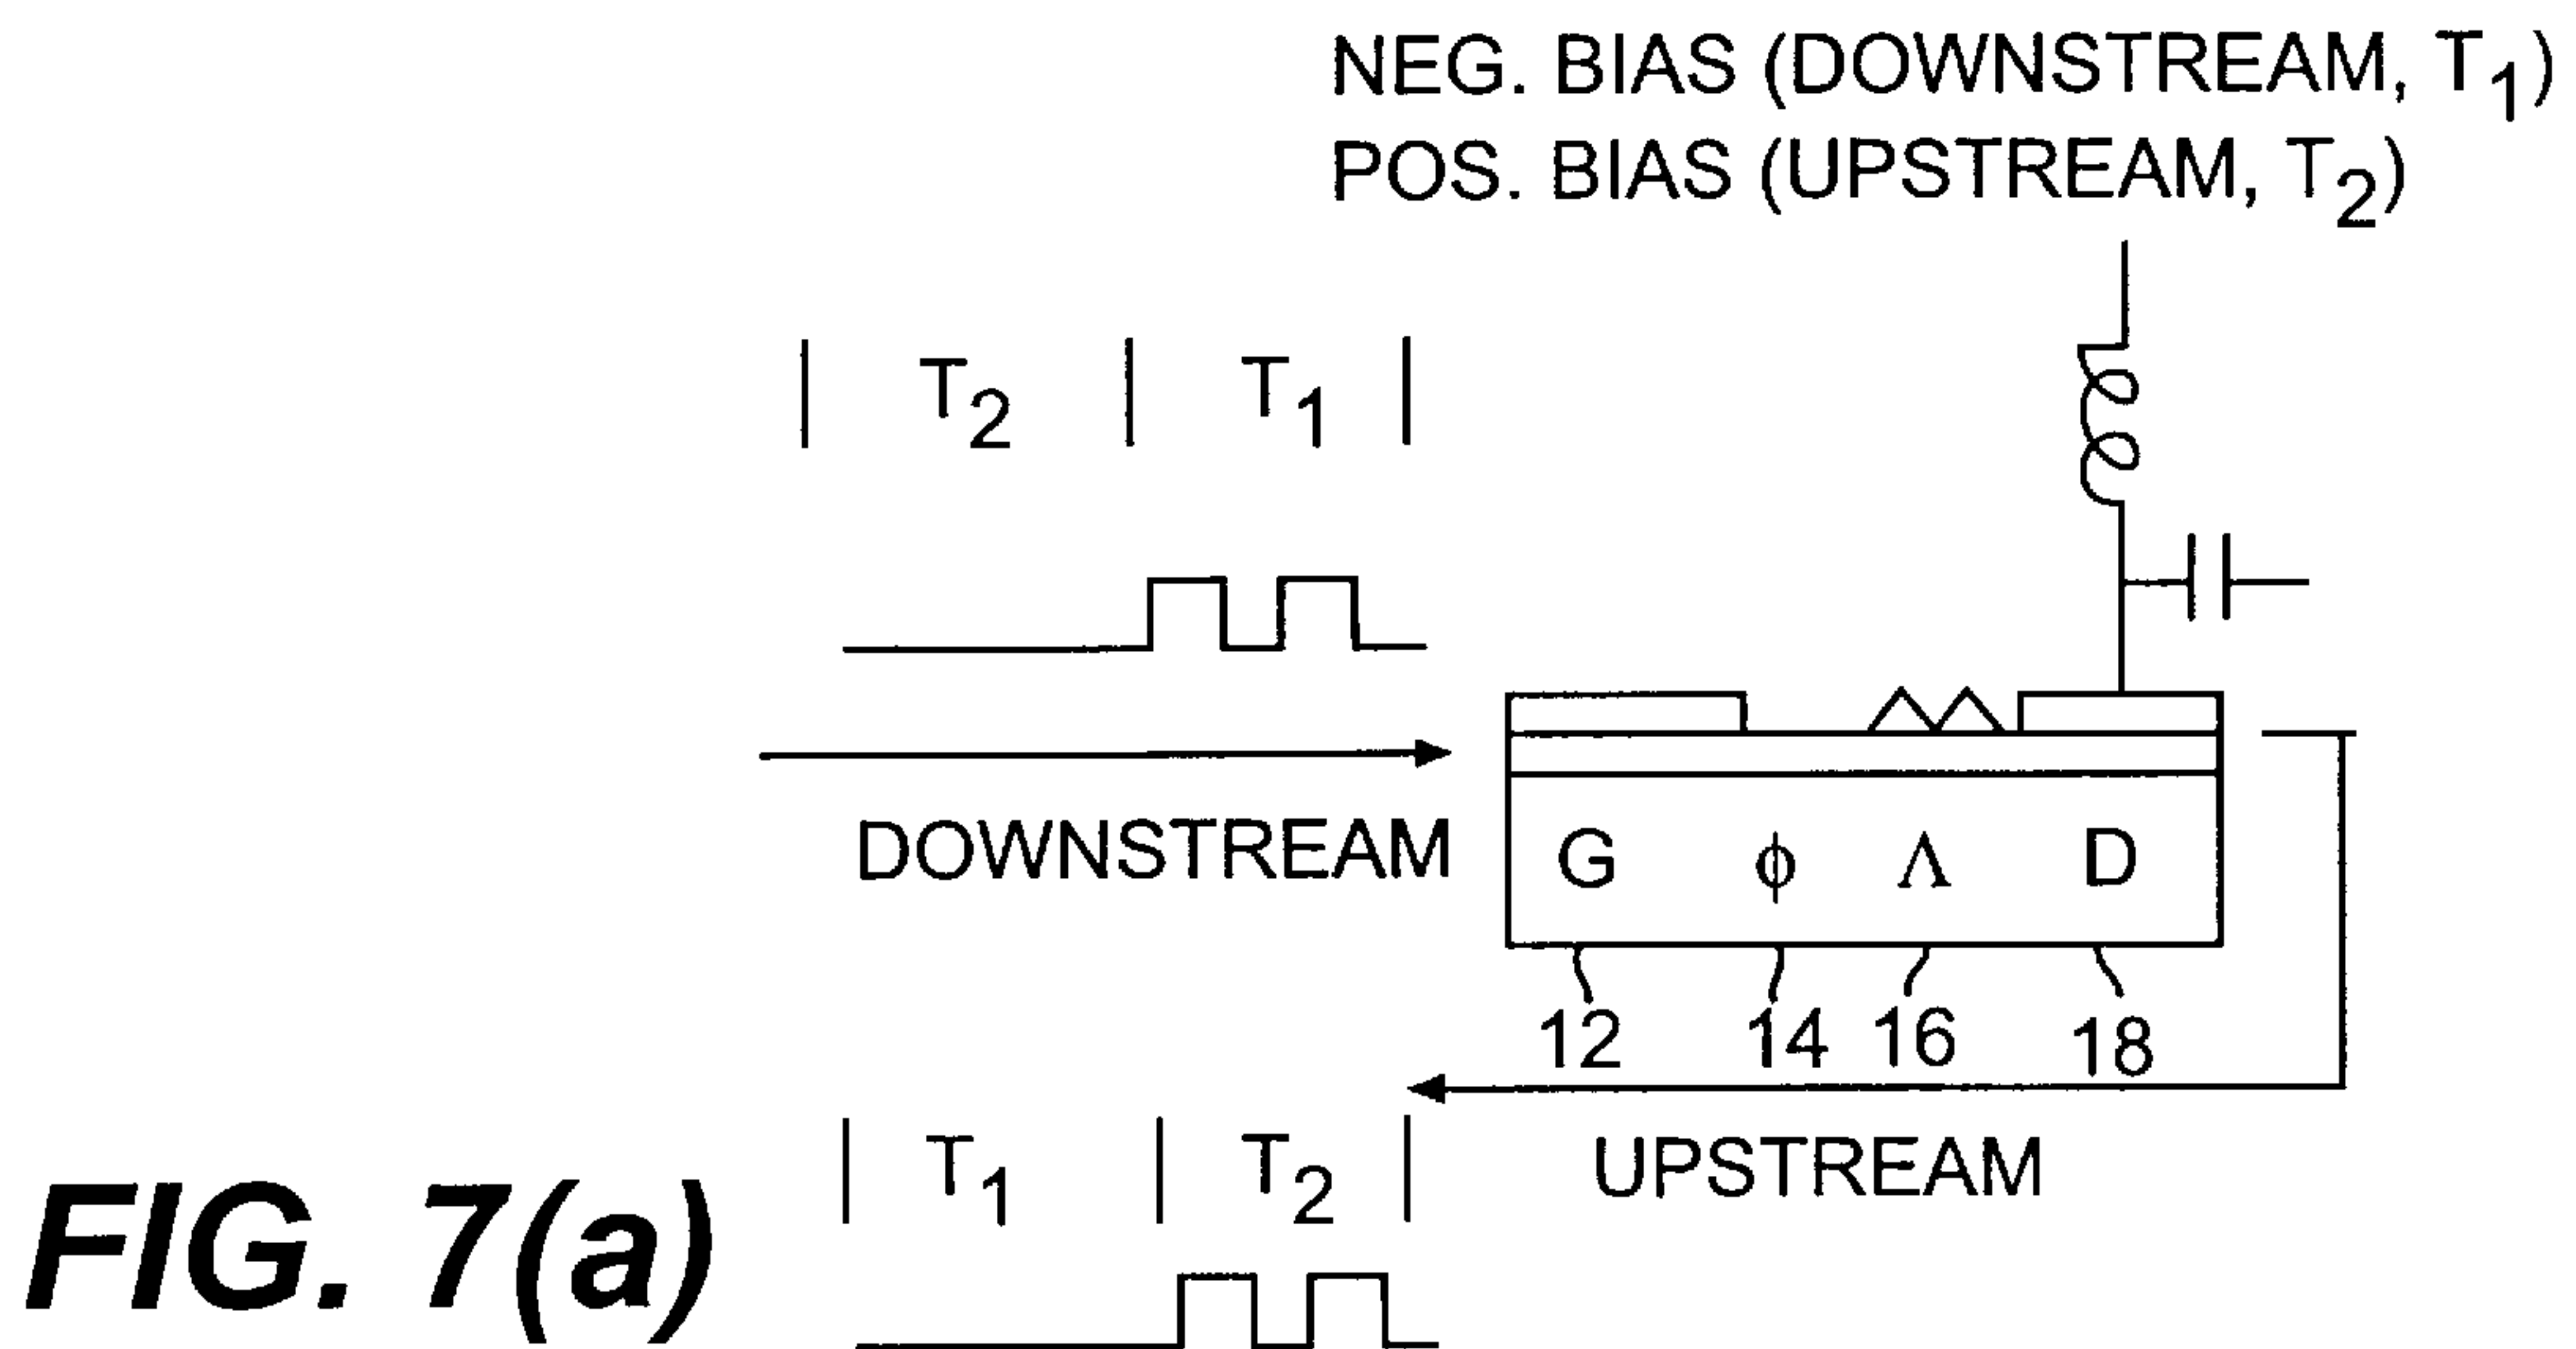 NEG. BIAS (DOWNSTREAM, T1)
POS. BIAS (UPSTREAM, T2)
T2 T1
DOWNSTREAM
G ϕ Λ D
12 14 16 18
UPSTREAM
T1 T2
FIG. 7(a)